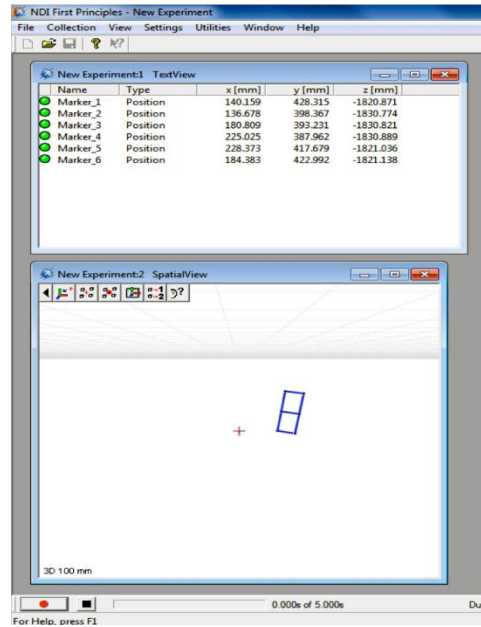 NDI First Principles - New Experiment
File Collection View Settings Utilities Window Help
New Experiment:1 TextView
Name Type x [mm] y [mm] z [mm]
Marker_1 Position 140.159 428.315 -1820.871
Marker_2 Position 136.678 398.367 -1830.774
Marker_3 Position 180.809 393.231 -1830.821
Marker_4 Position 225.025 387.962 -1830.889
Marker_5 Position 228.373 417.679 -1821.036
Marker_6 Position 184.383 422.992 -1821.138
New Experiment:2 SpatialView
3D 100 mm
0.000s of 5.000s Du
For Help, press F1